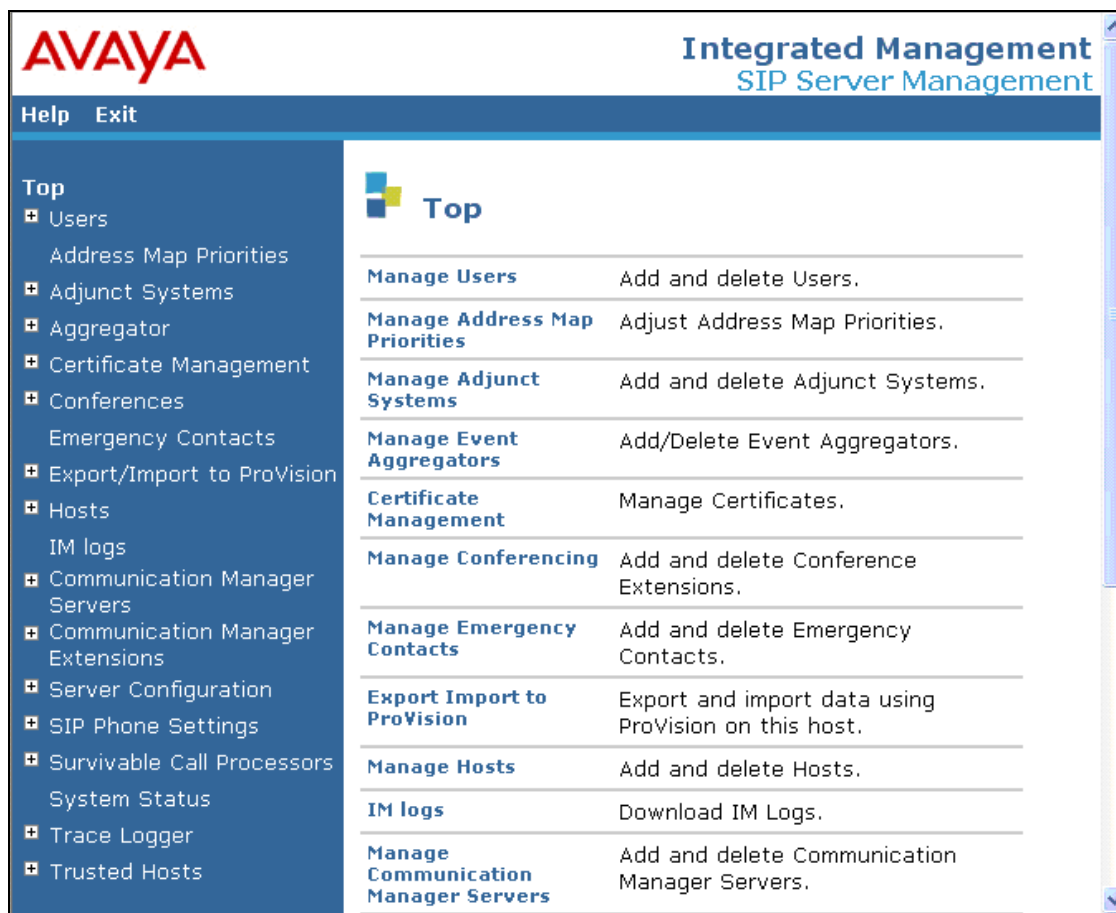 AVAYA
Integrated Management
SIP Server Management
Help Exit
Top
Users
Address Map Priorities
Adjunct Systems
Aggregator
Certificate Management
Conferences
Emergency Contacts
Export/Import to ProVision
Hosts
IM logs
Communication Manager
Servers
Communication Manager
Extensions
Server Configuration
SIP Phone Settings
Survivable Call Processors
System Status
Trace Logger
Trusted Hosts
Top
Manage Users Add and delete Users.
Manage Address Map Adjust Address Map Priorities.
Priorities
Manage Adjunct Add and delete Adjunct Systems.
Systems
Manage Event Add/Delete Event Aggregators.
Aggregators
Certificate Manage Certificates.
Management
Manage Conferencing Add and delete Conference
Extensions.
Manage Emergency Add and delete Emergency
Contacts Contacts.
Export Import to Export and import data using
ProVision ProVision on this host.
Manage Hosts Add and delete Hosts.
IM logs Download IM Logs.
Manage Add and delete Communication
Communication Manager Servers.
Manager Servers